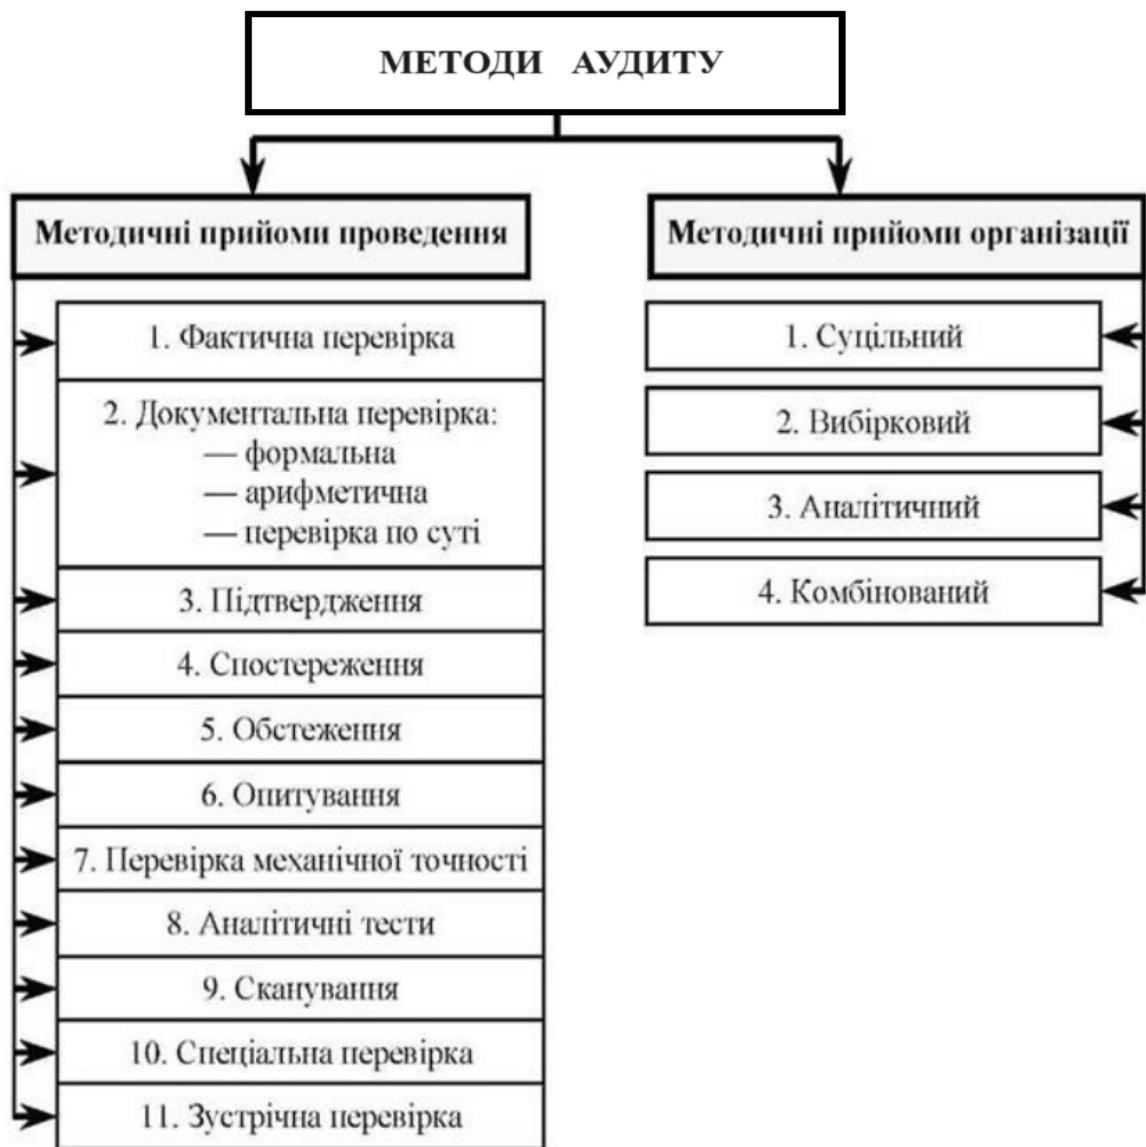 МЕТОДИ АУДИТУ
Методичні прийоми проведення
1. Фактична перевірка
2. Документальна перевірка:
— формальна
— арифметична
— перевірка по суті
3. Підтвердження
4. Спостереження
5. Обстеження
6. Опитування
7. Перевірка механічної точності
8. Аналітичні тести
9. Сканування
10. Спеціальна перевірка
11. Зустрічна перевірка
Методичні прийоми організації
1. Суцільний
2. Вибірковий
3. Аналітичний
4. Комбінований